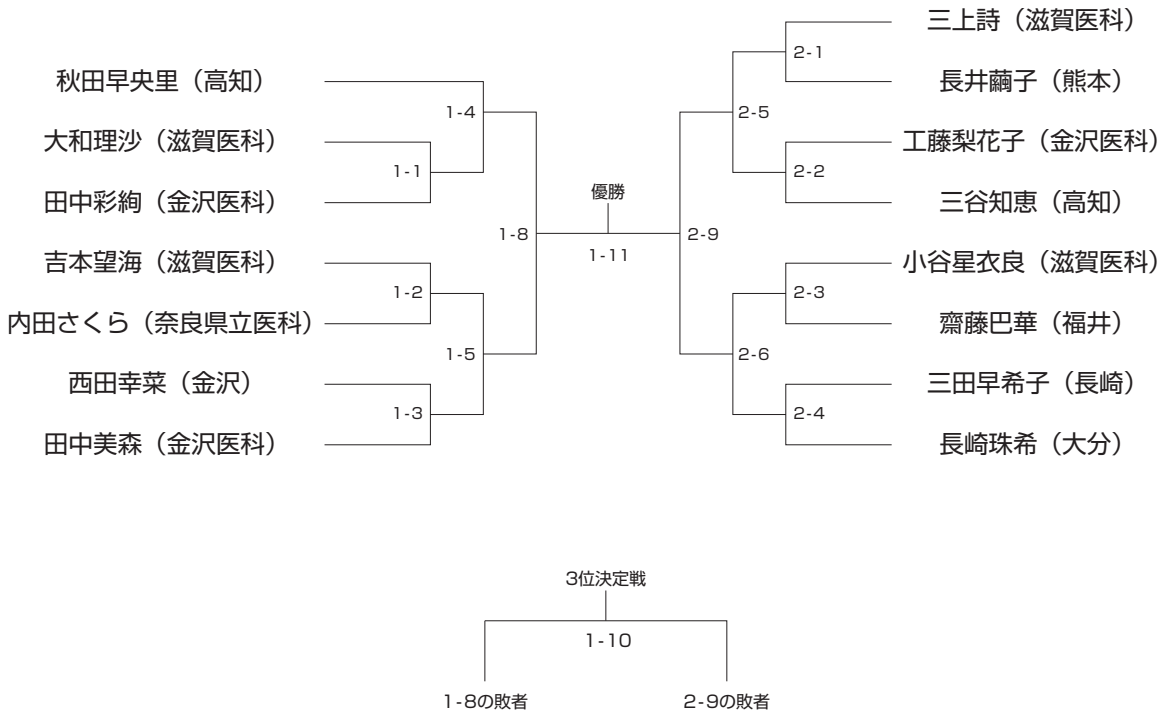 秋田早央里（高知）
大和理沙（滋賀医科）
田中彩絢（金沢医科）
吉本望海（滋賀医科）
内田さくら（奈良県立医科）
西田幸菜（金沢）
田中美森（金沢医科）
1-4
1-1
1-2
1-5
1-3
1-8
優勝
1-11
2-9
2-1
2-5
2-2
2-3
2-6
2-4
三上詩（滋賀医科）
長井繭子（熊本）
工藤梨花子（金沢医科）
三谷知恵（高知）
小谷星衣良（滋賀医科）
齋藤巴華（福井）
三田早希子（長崎）
長崎珠希（大分）
3位決定戦
1-10
1-8の敗者
2-9の敗者